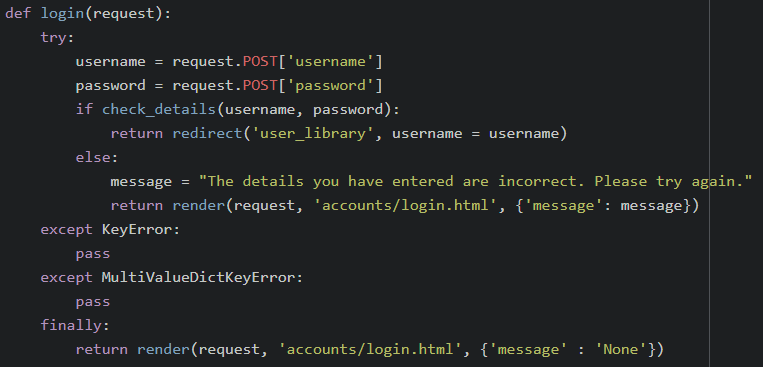 def login(request):
    try:
        username = request.POST['username']
        password = request.POST['password']
        if check_details(username, password):
            return redirect('user_library', username = username)
        else:
            message = "The details you have entered are incorrect. Please try again."
            return render(request, 'accounts/login.html', {'message': message})
    except KeyError:
        pass
    except MultiValueDictKeyError:
        pass
    finally:
        return render(request, 'accounts/login.html', {'message' : 'None'})